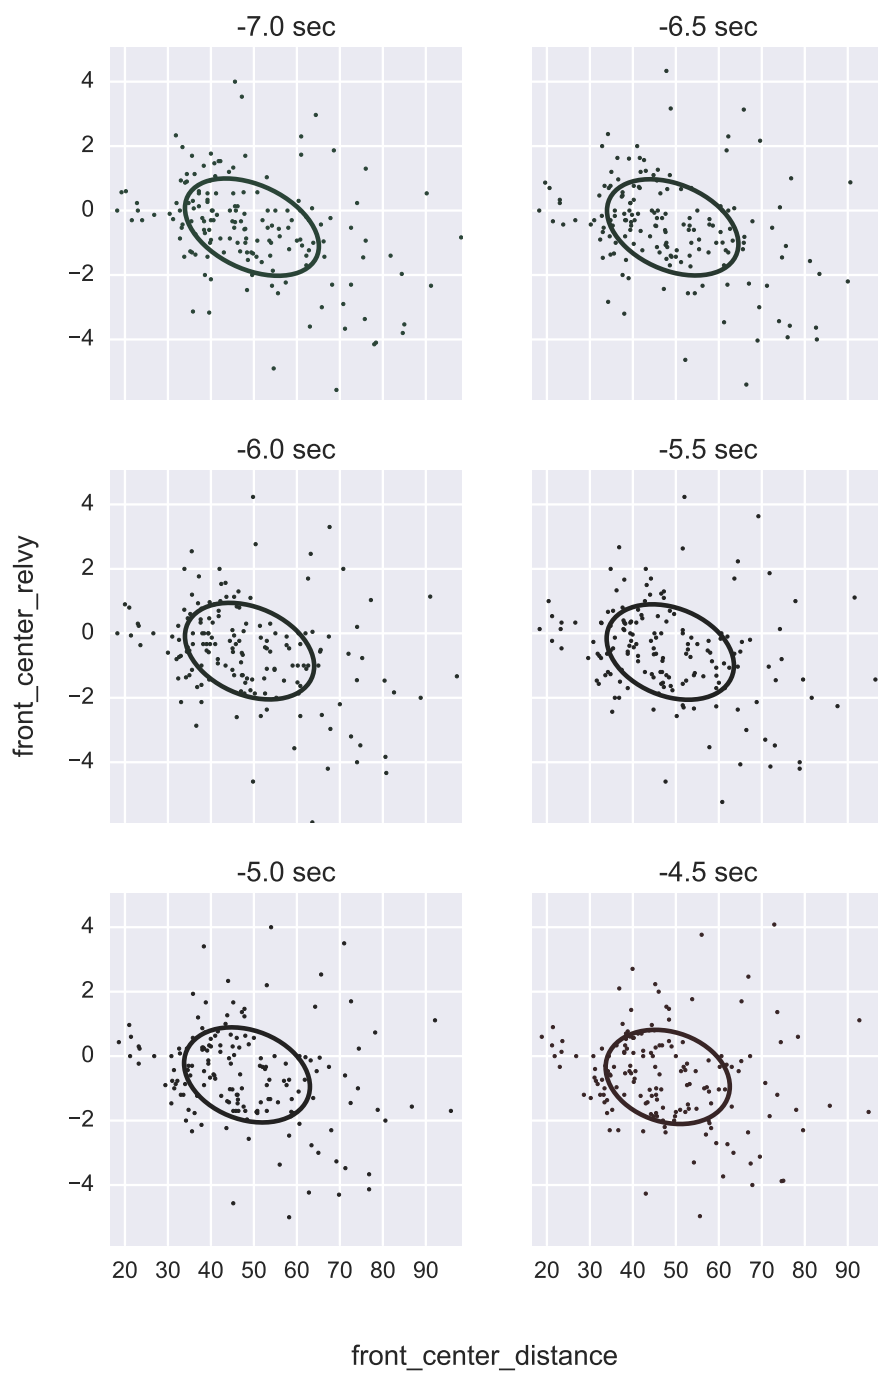 -7.0 sec
-6.5 sec
4
2
0
−2
−4
-6.0 sec
-5.5 sec
4
2
0
−2
−4
front_center_relvy
-5.0 sec
-4.5 sec
4
2
0
−2
−4
20 30 40 50 60 70 80 90
20 30 40 50 60 70 80 90
front_center_distance